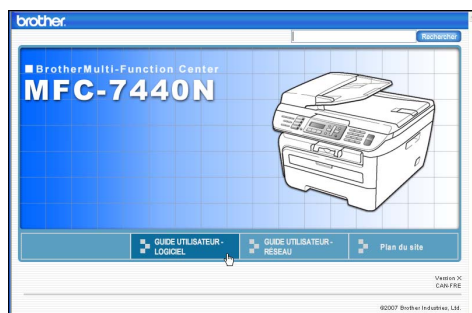 brother.
Rechercher
BrotherMulti-Function Center
MFC-7440N
GUIDE UTILISATEUR - LOGICIEL
GUIDE UTILISATEUR - RÉSEAU
Plan du site
Version X
CAN-FRE
©2007 Brother Industries, Ltd.